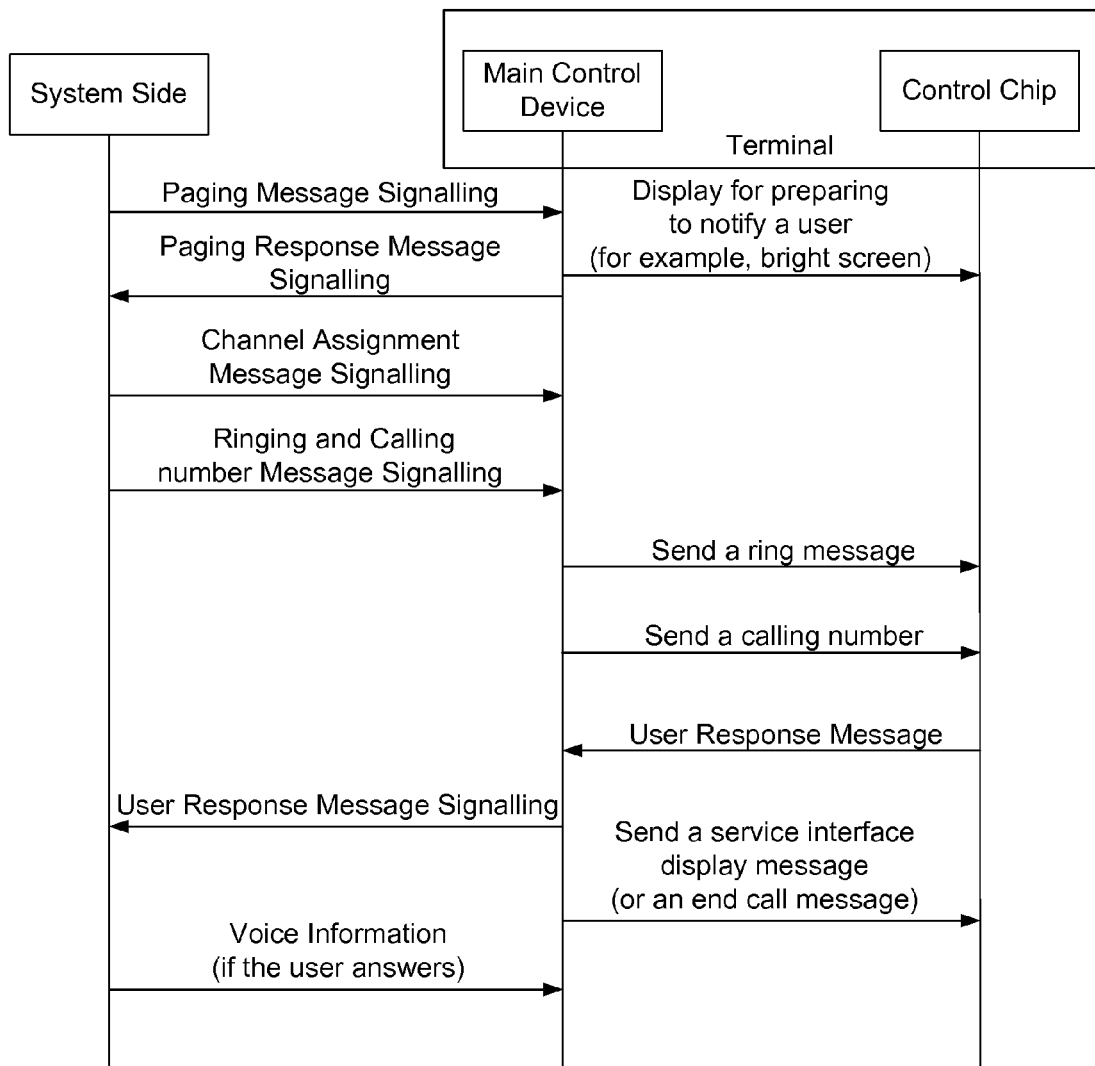 System Side
Main Control
Device
Control Chip
Terminal
Paging Message Signalling
Display for preparing
to notify a user
(for example, bright screen)
Paging Response Message
Signalling
Channel Assignment
Message Signalling
Ringing and Calling
number Message Signalling
Send a ring message
Send a calling number
User Response Message
User Response Message Signalling
Send a service interface
display message
(or an end call message)
Voice Information
(if the user answers)